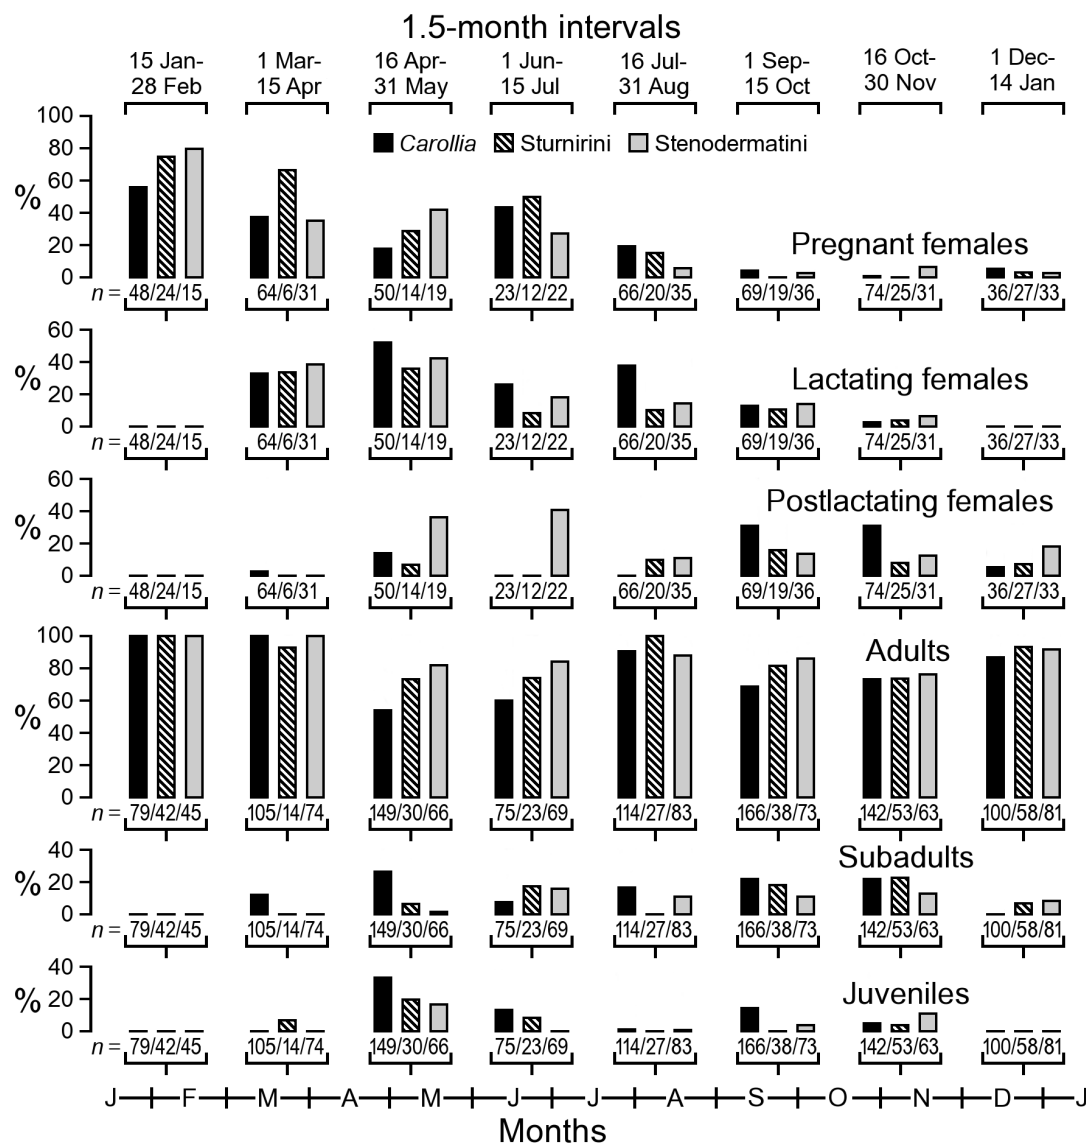 1.5-month intervals
15 Jan- 1 Mar- 16 Apr- 1 Jun- 16 Jul- 1 Sep- 16 Oct- 1 Dec-
28 Feb 15 Apr 31 May 15 Jul 31 Aug 15 Oct 30 Nov 14 Jan
100
Carollia Sturnirini Stenodermatini
80
60
%
40
Pregnant females
20
0
n = 48/24/15 64/6/31 50/14/19 23/12/22 66/20/35 69/19/36 74/25/31 36/27/33
60
40
% Lactating females
20
0
n = 48/24/15 64/6/31 50/14/19 23/12/22 66/20/35 69/19/36 74/25/31 36/27/33
60
Postlactating females
40
%
20
0
n = 48/24/15 64/6/31 50/14/19 23/12/22 66/20/35 69/19/36 74/25/31 36/27/33
100
Adults
80
60
%
40
20
0
n = 79/42/45 105/14/74 149/30/66 75/23/69 114/27/83 166/38/73 142/53/63 100/58/81
40
Subadults
% 20
0
n = 79/42/45 105/14/74 149/30/66 75/23/69 114/27/83 166/38/73 142/53/63 100/58/81
40
Juveniles
% 20
0
n = 79/42/45 105/14/74 149/30/66 75/23/69 114/27/83 166/38/73 142/53/63 100/58/81
J F M A M J J A S O N D J
Months